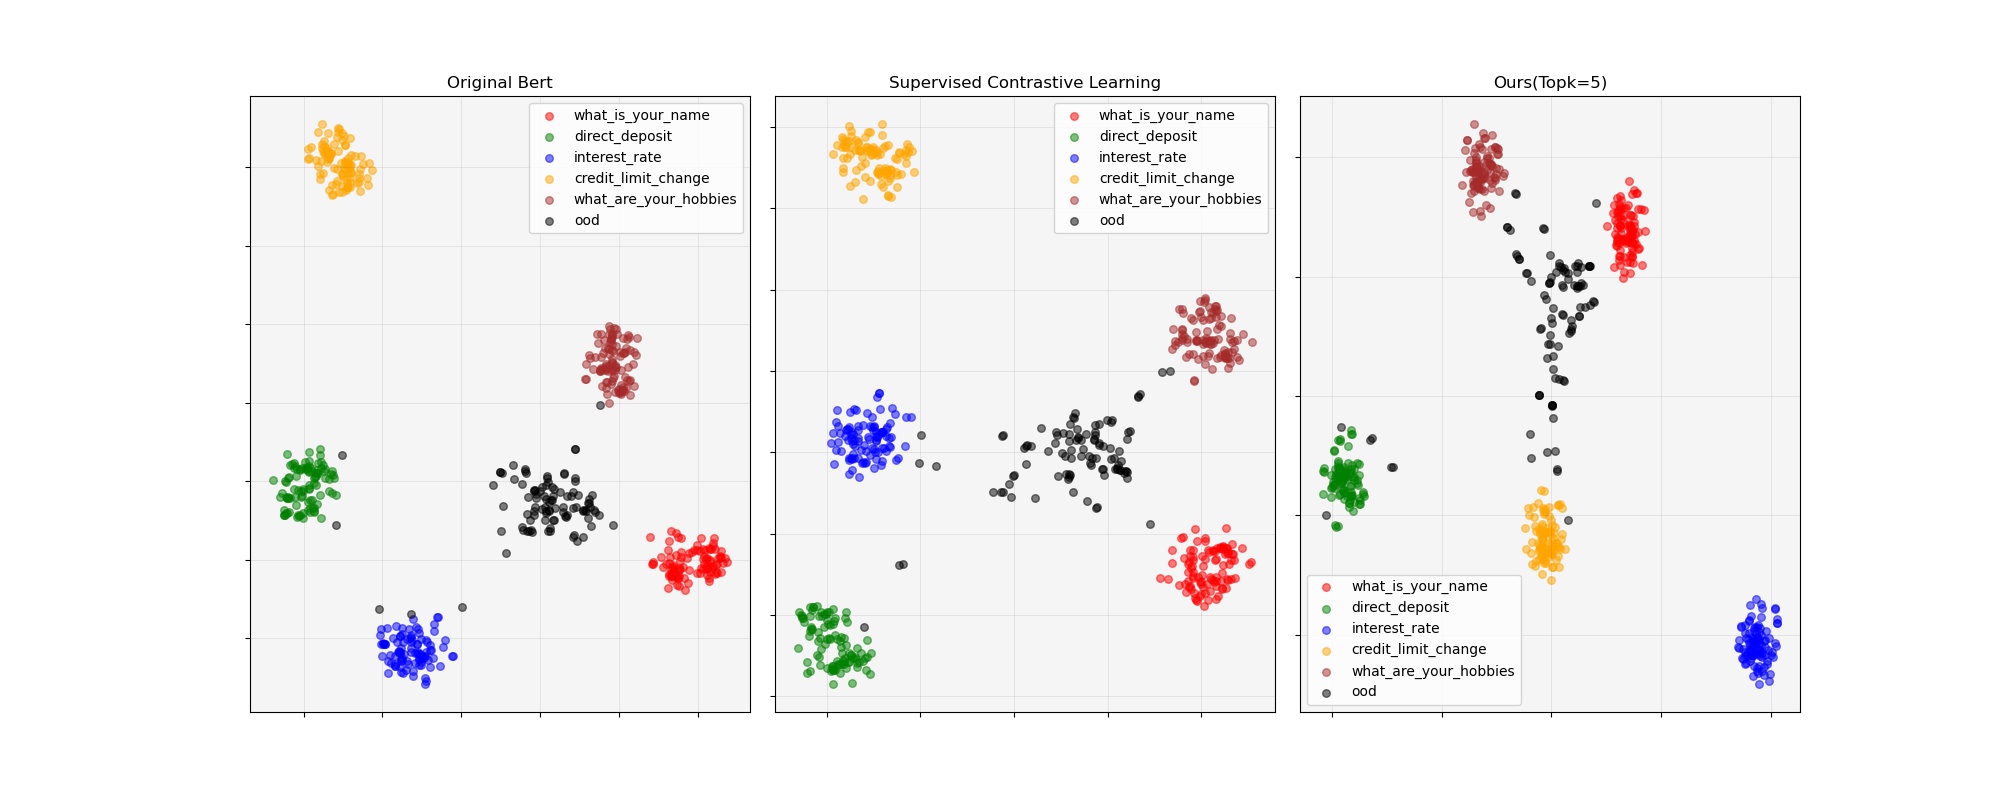 Original Bert
what_is_your_name
direct_deposit
interest_rate
credit_limit_change
what_are_your_hobbies
ood
Supervised Contrastive Learning
what_is_your_name
direct_deposit
interest_rate
credit_limit_change
what_are_your_hobbies
ood
Ours(Topk=5)
what_is_your_name
direct_deposit
interest_rate
credit_limit_change
what_are_your_hobbies
ood